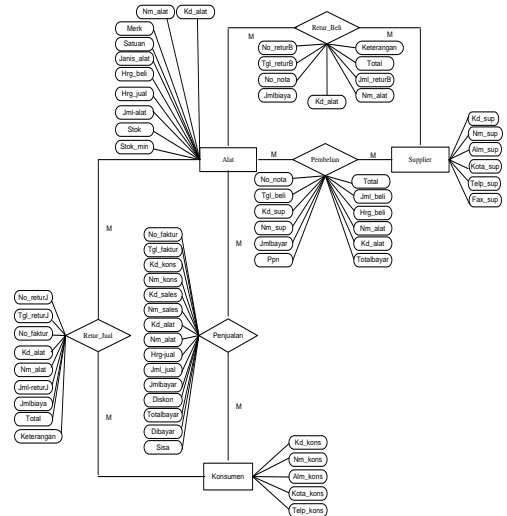 Nm_alat
Kd_alat
Merk
Satuan
Janis_alat
Hrg_beli
Hrg_jual
Jml-alat
Stok
Stok_min
M
Retur_Beli
M
No_returB
Tgl_returB
No_nota
Jmlbiaya
Kd_alat
Keterangan
Total
Jml_returB
Nm_alat
Alat
M
Pembelian
M
Supplier
Kd_sup
Nm_sup
Alm_sup
Kota_sup
Telp_sup
Fax_sup
No_nota
Tgl_beli
Kd_sup
Nm_sup
Jmlbayar
Ppn
Total
Jml_beli
Hrg_beli
Nm_alat
Kd_alat
Totalbayar
M
M
No_faktur
Tgl_faktur
Kd_kons
Nm_kons
Kd_sales
Nm_sales
Kd_alat
Nm_alat
Hrg-jual
Jml_jual
Jmlbayar
Diskon
Totalbayar
Dibayar
Sisa
Penjualan
No_returJ
Tgl_returJ
No_faktur
Kd_alat
Nm_alat
Jml-returJ
Jmlbiaya
Total
Keterangan
Retur_Jual
M
M
Konsumen
Kd_kons
Nm_kons
Alm_kons
Kota_kons
Telp_kons